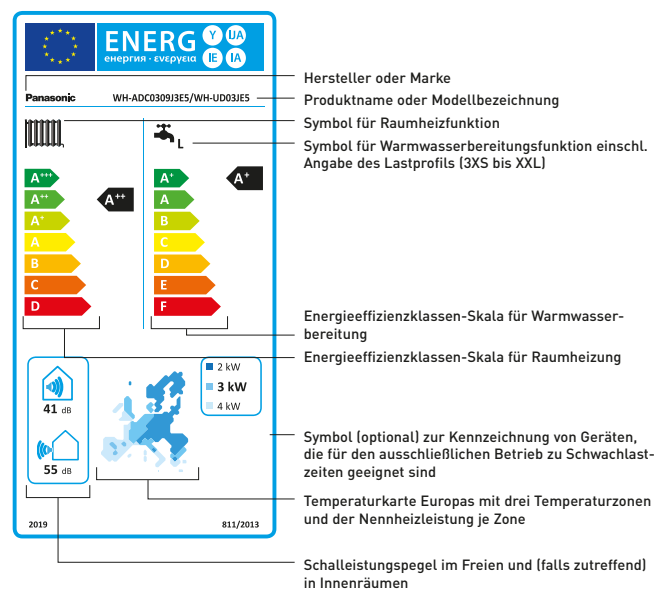 ENERG
енергия · ενεργεια
Y
IJA
IE
IA
Panasonic
WH-ADC0309J3E5/WH-UD03JE5
L
A+++
A++
A+
A
B
C
D
A++
A+
A
B
C
D
E
F
A+
41 dB
55 dB
2 kW
3 kW
4 kW
2019
811/2013
Hersteller oder Marke
Produktname oder Modellbezeichnung
Symbol für Raumheizfunktion
Symbol für Warmwasserbereitungsfunktion einschl.
Angabe des Lastprofils (3XS bis XXL)
Energieeffizienzklassen-Skala für Warmwasser-
bereitung
Energieeffizienzklassen-Skala für Raumheizung
Symbol (optional) zur Kennzeichnung von Geräten,
die für den ausschließlichen Betrieb zu Schwachlast-
zeiten geeignet sind
Temperaturkarte Europas mit drei Temperaturzonen
und der Nennheizleistung je Zone
Schalleistungspegel im Freien und (falls zutreffend)
in Innenräumen